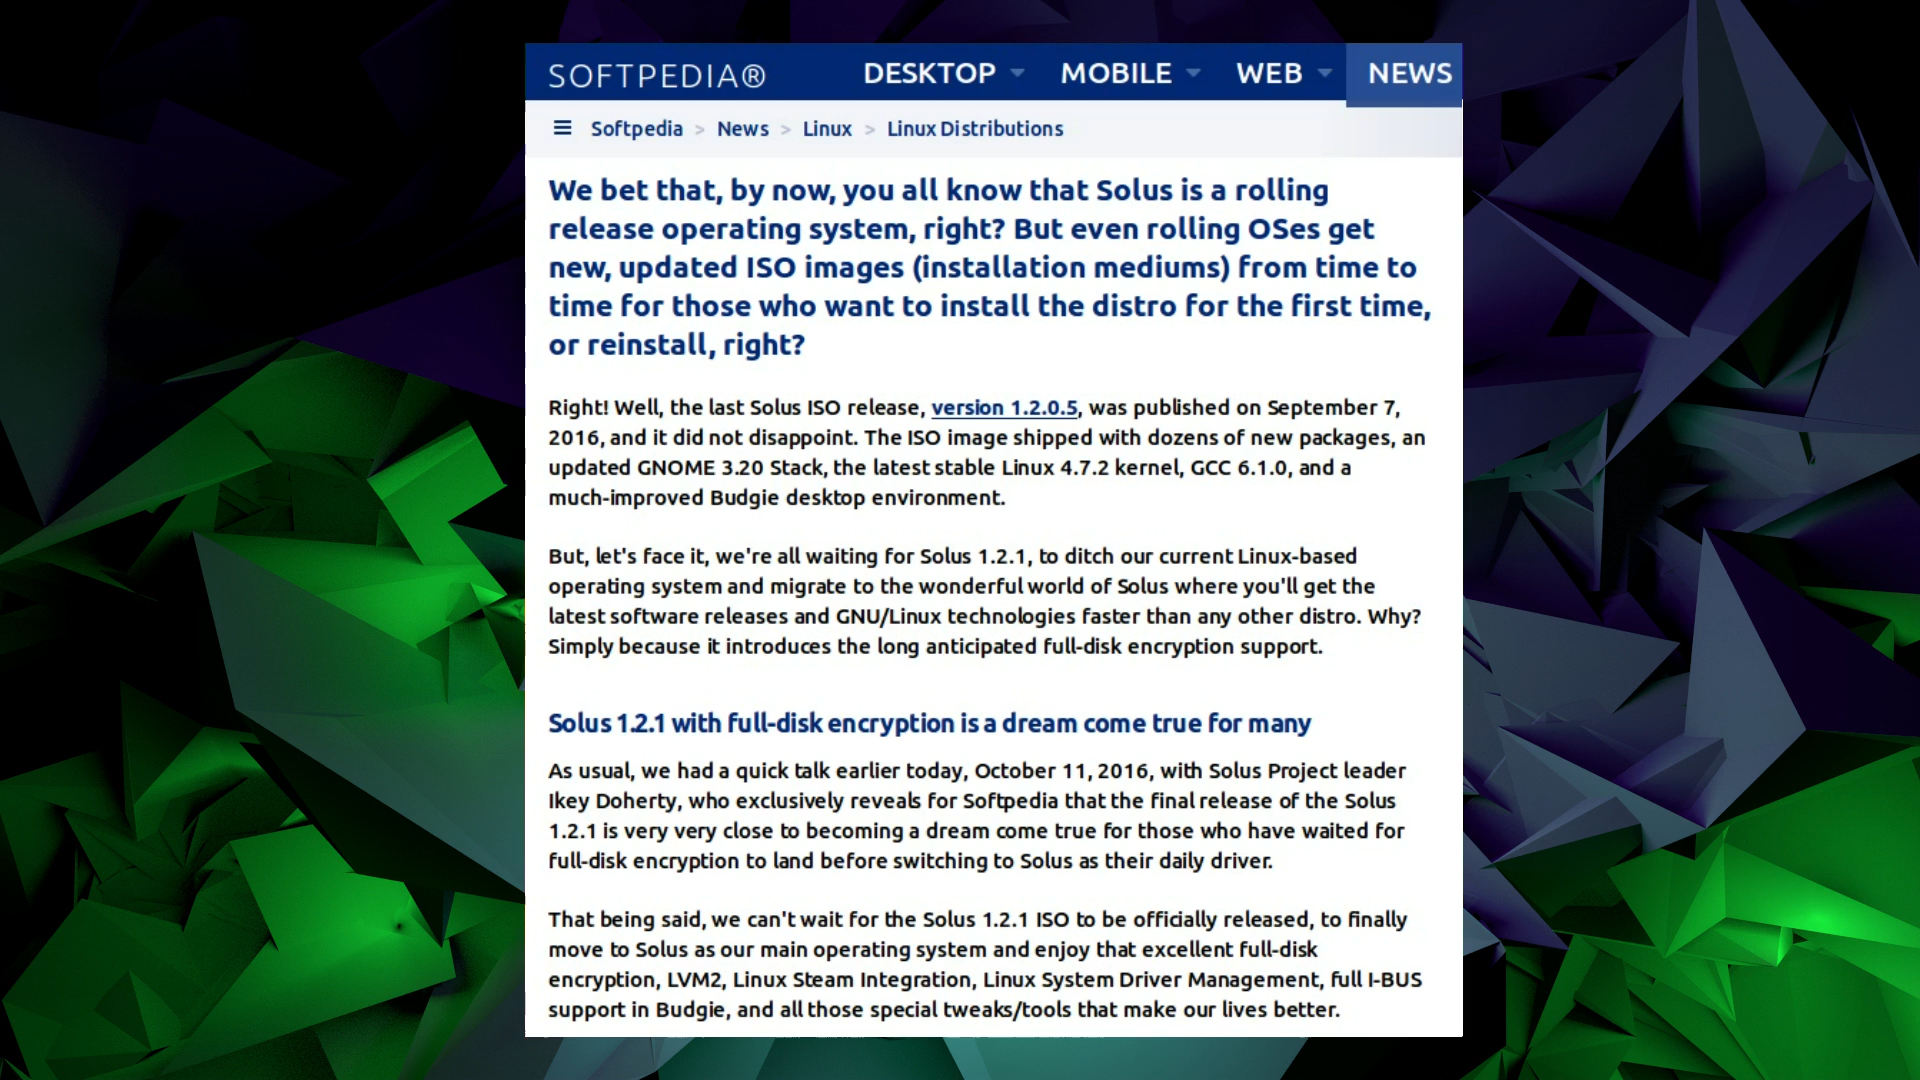 SOFTPEDIA® DESKTOP MOBILE WEB NEWS
≡ Softpedia > News > Linux > Linux Distributions
We bet that, by now, you all know that Solus is a rolling
release operating system, right? But even rolling OSes get
new, updated ISO images (installation mediums) from time to
time for those who want to install the distro for the first time,
or reinstall, right?
Right! Well, the last Solus ISO release, version 1.2.0.5, was published on September 7,
2016, and it did not disappoint. The ISO image shipped with dozens of new packages, an
updated GNOME 3.20 Stack, the latest stable Linux 4.7.2 kernel, GCC 6.1.0, and a
much-improved Budgie desktop environment.
But, let's face it, we're all waiting for Solus 1.2.1, to ditch our current Linux-based
operating system and migrate to the wonderful world of Solus where you'll get the
latest software releases and GNU/Linux technologies faster than any other distro. Why?
Simply because it introduces the long anticipated full-disk encryption support.
Solus 1.2.1 with full-disk encryption is a dream come true for many
As usual, we had a quick talk earlier today, October 11, 2016, with Solus Project leader
Ikey Doherty, who exclusively reveals for Softpedia that the final release of the Solus
1.2.1 is very very close to becoming a dream come true for those who have waited for
full-disk encryption to land before switching to Solus as their daily driver.
That being said, we can't wait for the Solus 1.2.1 ISO to be officially released, to finally
move to Solus as our main operating system and enjoy that excellent full-disk
encryption, LVM2, Linux Steam Integration, Linux System Driver Management, full I-BUS
support in Budgie, and all those special tweaks/tools that make our lives better.